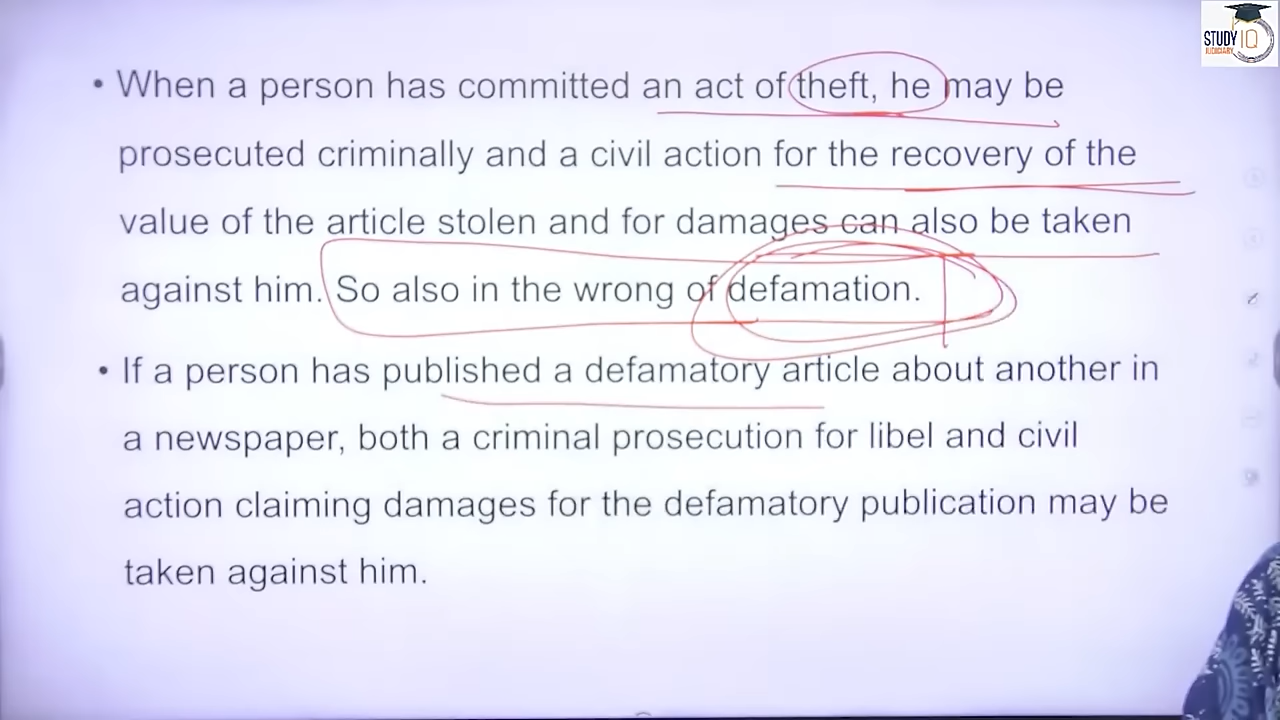 STUDY IQ
JUDICIARY
• When a person has committed an act of theft, he may be
prosecuted criminally and a civil action for the recovery of the
value of the article stolen and for damages can also be taken
against him. So also in the wrong of defamation.
• If a person has published a defamatory article about another in
a newspaper, both a criminal prosecution for libel and civil
action claiming damages for the defamatory publication may be
taken against him.